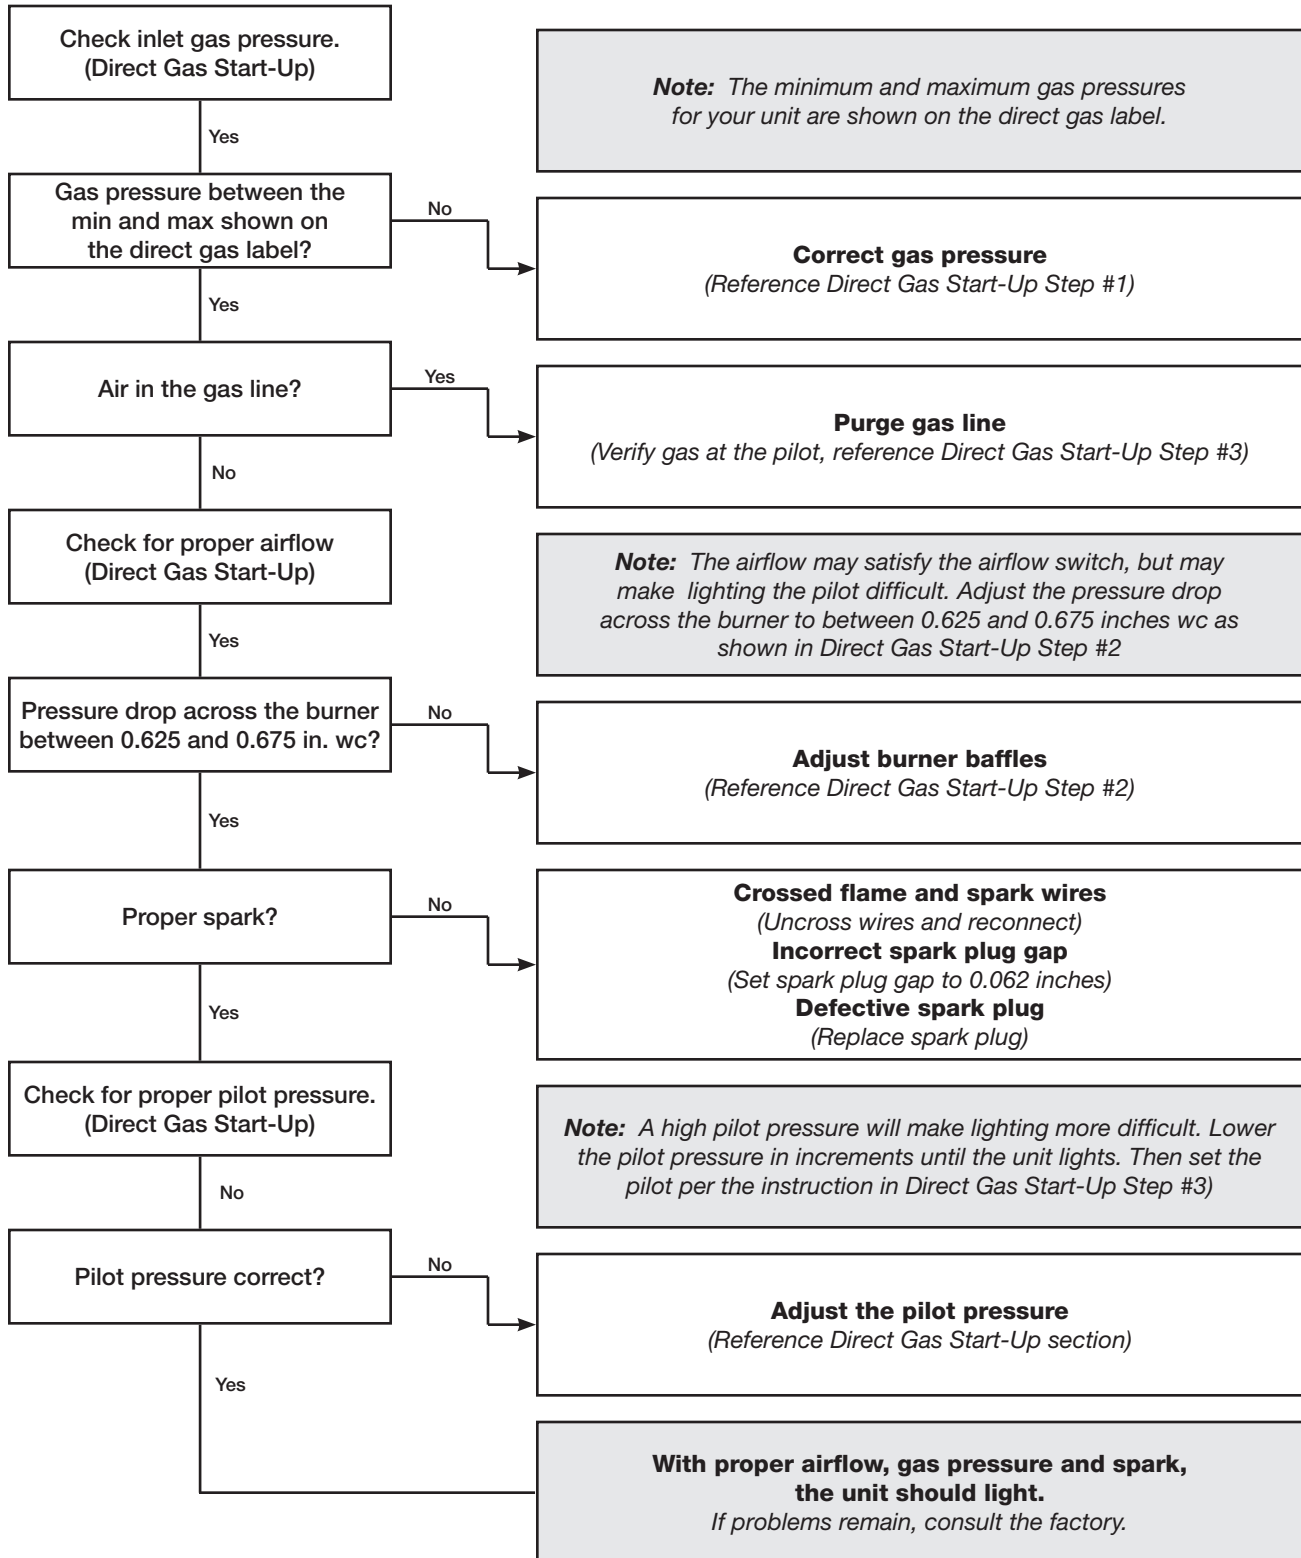 Check inlet gas pressure.
(Direct Gas Start-Up)
Note: The minimum and maximum gas pressures
for your unit are shown on the direct gas label.
Yes
Gas pressure between the
min and max shown on
the direct gas label?
No
Correct gas pressure
(Reference Direct Gas Start-Up Step #1)
Yes
Air in the gas line?
Yes
Purge gas line
(Verify gas at the pilot, reference Direct Gas Start-Up Step #3)
No
Check for proper airflow
(Direct Gas Start-Up)
Note: The airflow may satisfy the airflow switch, but may
make lighting the pilot difficult. Adjust the pressure drop
across the burner to between 0.625 and 0.675 inches wc as
shown in Direct Gas Start-Up Step #2
Yes
Pressure drop across the burner
between 0.625 and 0.675 in. wc?
No
Adjust burner baffles
(Reference Direct Gas Start-Up Step #2)
Yes
Proper spark?
No
Crossed flame and spark wires
(Uncross wires and reconnect)
Incorrect spark plug gap
(Set spark plug gap to 0.062 inches)
Defective spark plug
(Replace spark plug)
Yes
Check for proper pilot pressure.
(Direct Gas Start-Up)
Note: A high pilot pressure will make lighting more difficult. Lower
the pilot pressure in increments until the unit lights. Then set the
pilot per the instruction in Direct Gas Start-Up Step #3)
No
Pilot pressure correct?
No
Adjust the pilot pressure
(Reference Direct Gas Start-Up section)
Yes
With proper airflow, gas pressure and spark,
the unit should light.
If problems remain, consult the factory.